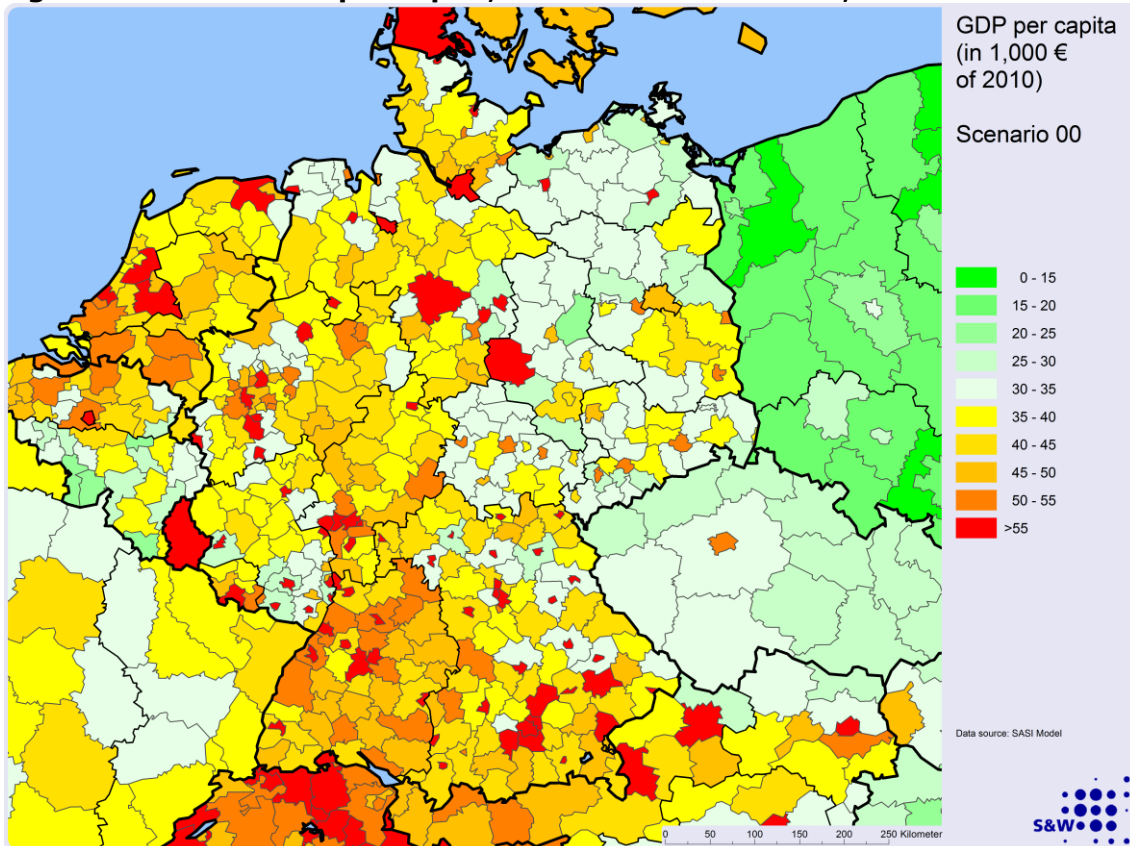 GDP per capita
(in 1,000 €
of 2010)
Scenario 00
0 - 15
15 - 20
20 - 25
25 - 30
30 - 35
35 - 40
40 - 45
45 - 50
50 - 55
>55
Data source: SASI Model
0 50 100 150 200 250 Kilometer
S&W